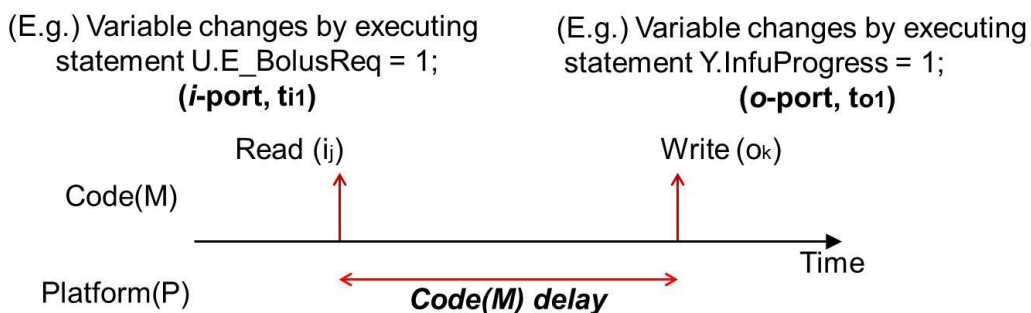 (E.g.) Variable changes by executing
statement U.E_BolusReq = 1;
(i-port, ti1)
(E.g.) Variable changes by executing
statement Y.InfuProgress = 1;
(o-port, to1)
Read (ij)
Write (ok)
Code(M)
Time
Platform(P)
Code(M) delay